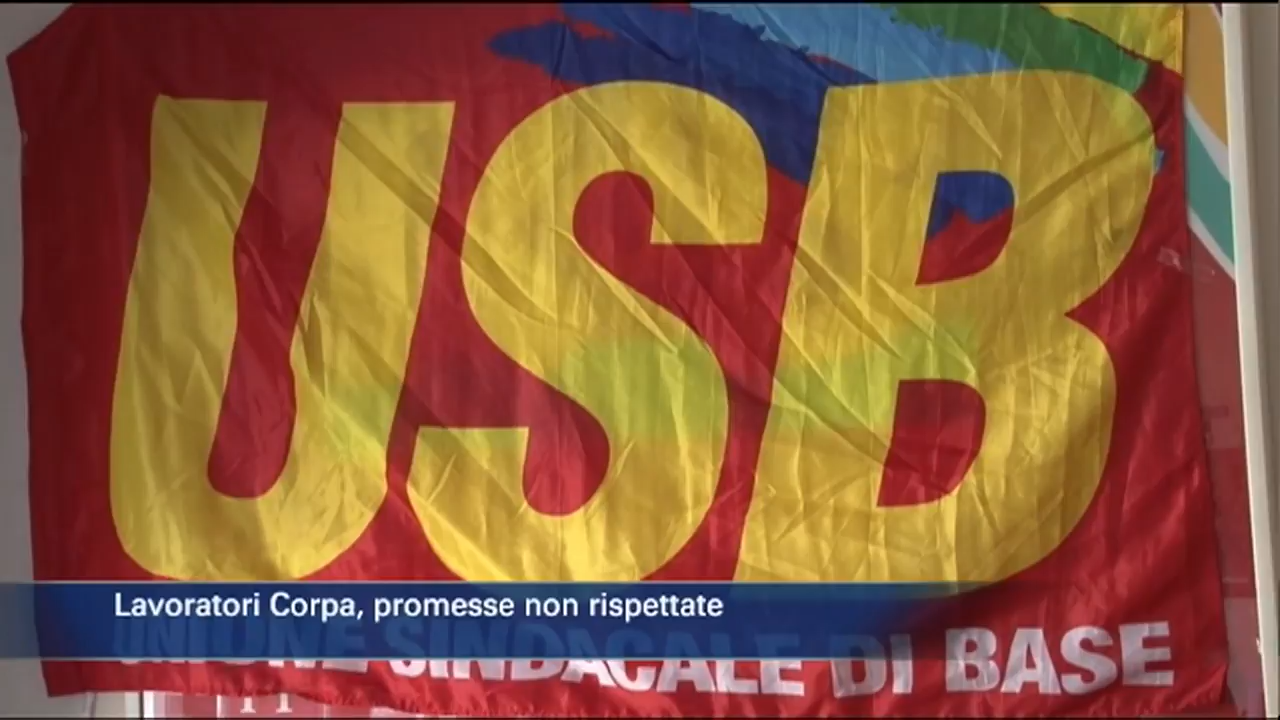 USB
Lavoratori Corpa, promesse non rispettate
UNIONE SINDACALE DI BASE